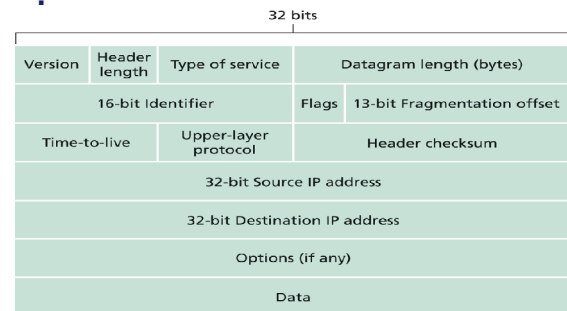 32 bits
Version Header length Type of service Datagram length (bytes)
16-bit Identifier Flags 13-bit Fragmentation offset
Time-to-live Upper-layer protocol Header checksum
32-bit Source IP address
32-bit Destination IP address
Options (if any)
Data